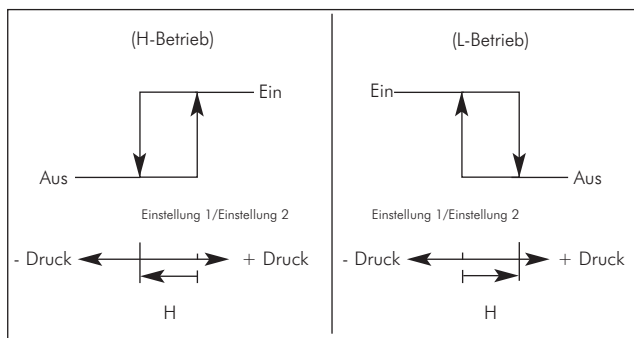 (H-Betrieb)
Ein
Aus
Einstellung 1/Einstellung 2
- Druck
+ Druck
H
(L-Betrieb)
Ein
Aus
Einstellung 1/Einstellung 2
- Druck
+ Druck
H